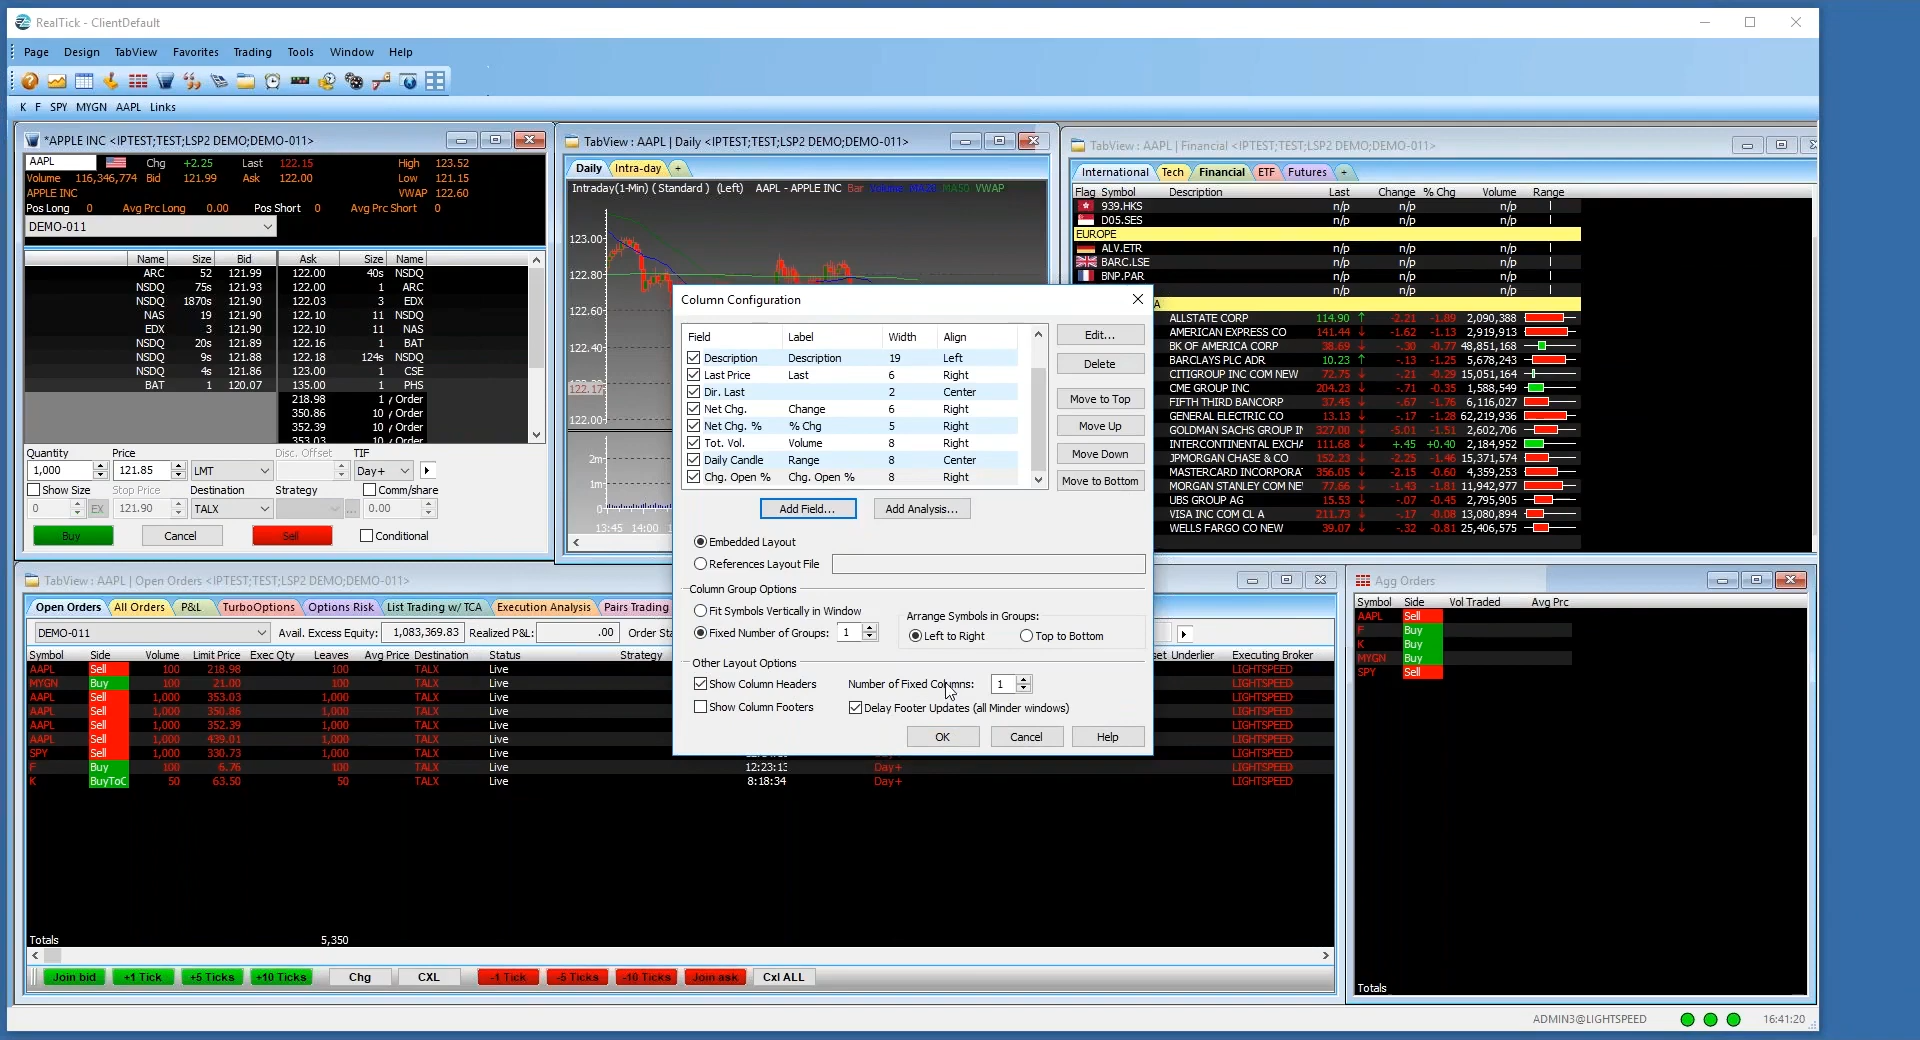 RealTick - ClientDefault
Page Design TabView Favorites Trading Tools Window Help
K F SPY MYGN AAPL Links
*APPLE INC <IPTEST;TEST;LSP2 DEMO;DEMO-011>
AAPL Chg +2.25 Last 122.15 High 123.52
Volume 116,346,774 Bid 121.99 Ask 122.00 Low 121.15
APPLE INC VWAP 122.60
Pos Long 0 Avg Prc Long 0.00 Pos Short 0 Avg Prc Short 0
DEMO-011
Name Size Bid Ask Size Name
ARC 52 121.99 122.00 40s NSDQ
NSDQ 75s 121.93 122.00 1 ARC
NSDQ 1870s 121.90 122.03 3 EDX
NAS 19 121.90 122.10 11 NSDQ
EDX 3 121.90 122.10 11 NAS
NSDQ 20s 121.89 122.16 1 BAT
NSDQ 9s 121.88 122.18 124s NSDQ
NSDQ 4s 121.86 123.00 1 CSE
BAT 1 120.07 135.00 1 PHS
218.98 1 / Order
350.86 10 / Order
352.39 10 / Order
353.03 10 / Order
Quantity Price Disc. Offset TIF
1,000 121.85 LMT Day+
Show Size Stop Price Destination Strategy Comm/share
0 EX 121.90 TALX ... 0.00
Buy Cancel Sell Conditional
TabView : AAPL | Daily <IPTEST;TEST;LSP2 DEMO;DEMO-011>
Daily Intra-day +
Intraday(1-Min) ( Standard ) (Left) AAPL - APPLE INC Bar Volume MA20 MA50 VWAP
123.00
122.80
122.60
122.40
122.17
122.00
2m
1m
0
13:45 14:00
TabView : AAPL | Financial <IPTEST;TEST;LSP2 DEMO;DEMO-011>
International Tech Financial ETF Futures +
Flag Symbol Description Last Change % Chg Volume Range
939.HKS n/p n/p n/p
D05.SES n/p n/p n/p
EUROPE
ALV.ETR n/p n/p n/p
BARC.LSE n/p n/p n/p
BNP.PAR n/p n/p n/p
n/p n/p n/p
A
ALLSTATE CORP 114.90 -2.21 -1.89 2,090,388
AMERICAN EXPRESS CO 141.44 -1.62 -1.13 2,919,913
BK OF AMERICA CORP 38.69 -.30 -0.77 48,851,168
BARCLAYS PLC ADR 10.23 -.13 -1.25 5,678,243
CITIGROUP INC COM NEW 72.75 -.21 -0.29 15,051,164
CME GROUP INC 204.23 -.71 -0.35 1,588,549
FIFTH THIRD BANCORP 37.45 -.67 -1.76 6,116,027
GENERAL ELECTRIC CO 13.13 -.17 -1.28 62,219,936
GOLDMAN SACHS GROUP IN 327.00 -5.01 -1.51 2,602,706
INTERCONTINENTAL EXCHA 111.68 +.45 +0.40 2,184,952
JPMORGAN CHASE & CO 152.23 -2.25 -1.46 15,371,574
MASTERCARD INCORPORA 356.05 -2.15 -0.60 4,359,253
MORGAN STANLEY COM NE 77.66 -1.43 -1.81 11,942,977
UBS GROUP AG 15.53 -.07 -0.45 2,795,905
VISA INC COM CL A 211.73 -.17 -0.08 13,080,894
WELLS FARGO CO NEW 39.07 -.32 -0.81 25,406,575
Column Configuration
Field Label Width Align
Description Description 19 Left
Last Price Last 6 Right
Dir. Last 2 Center
Net Chg. Change 6 Right
Net Chg. % % Chg 5 Right
Tot. Vol. Volume 8 Right
Daily Candle Range 8 Center
Chg. Open % Chg. Open % 8 Right
Edit...
Delete
Move to Top
Move Up
Move Down
Move to Bottom
Add Field... Add Analysis...
Embedded Layout
References Layout File
Column Group Options
Fit Symbols Vertically in Window
Fixed Number of Groups: 1
Arrange Symbols in Groups:
Left to Right Top to Bottom
Other Layout Options
Show Column Headers Number of Fixed Columns: 1
Show Column Footers Delay Footer Updates (all Minder windows)
OK Cancel Help
TabView : AAPL | Open Orders <IPTEST;TEST;LSP2 DEMO;DEMO-011>
Open Orders All Orders P&L TurboOptions Options Risk List Trading w/ TCA Execution Analysis Pairs Trading
DEMO-011 Avail. Excess Equity: 1,083,369.83 Realized P&L: .00 Order Sta
Symbol Side Volume Limit Price Exec Qty Leaves Avg Price Destination Status Strategy set Underlier Executing Broker
AAPL Sell 100 218.98 100 TALX Live LIGHTSPEED
MYGN Buy 100 21.00 100 TALX Live LIGHTSPEED
AAPL Sell 1,000 353.03 1,000 TALX Live LIGHTSPEED
AAPL Sell 1,000 350.86 1,000 TALX Live LIGHTSPEED
AAPL Sell 1,000 352.39 1,000 TALX Live LIGHTSPEED
AAPL Sell 1,000 439.01 1,000 TALX Live LIGHTSPEED
SPY Sell 1,000 330.73 1,000 TALX Live LIGHTSPEED
F Buy 100 6.76 100 TALX Live 12:23:13 Day+ LIGHTSPEED
K BuyToC 50 63.50 50 TALX Live 8:18:34 Day+ LIGHTSPEED
Totals 5,350
Join bid +1 Tick +5 Ticks +10 Ticks Chg CXL -1 Tick -5 Ticks -10 Ticks Join ask Cxl ALL
Agg Orders
Symbol Side Vol Traded Avg Prc
AAPL Sell
F Buy
K Buy
MYGN Buy
SPY Sell
Totals
ADMIN3@LIGHTSPEED 16:41:20